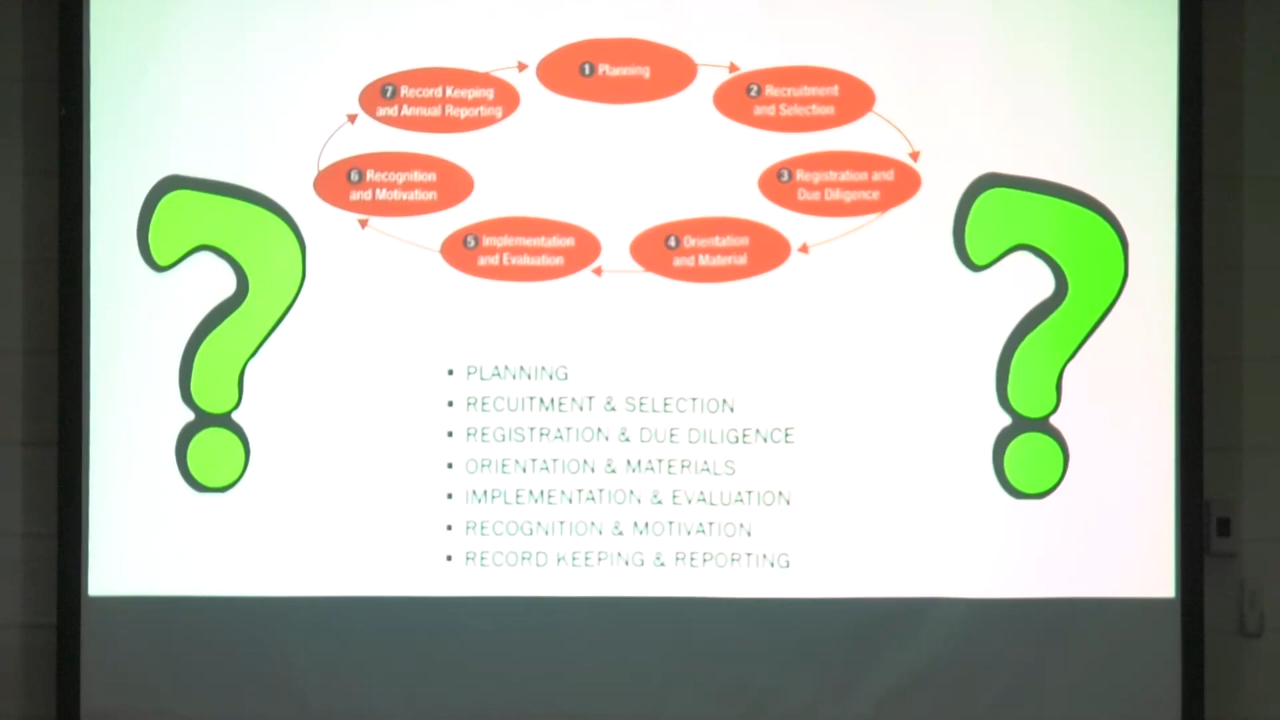 1 Planning
2 Recruitment
and Selection
3 Registration and
Due Diligence
4 Orientation
and Material
5 Implementation
and Evaluation
6 Recognition
and Motivation
7 Record Keeping
and Annual Reporting
? ?
▪ PLANNING
▪ RECUITMENT & SELECTION
▪ REGISTRATION & DUE DILIGENCE
▪ ORIENTATION & MATERIALS
▪ IMPLEMENTATION & EVALUATION
▪ RECOGNITION & MOTIVATION
▪ RECORD KEEPING & REPORTING